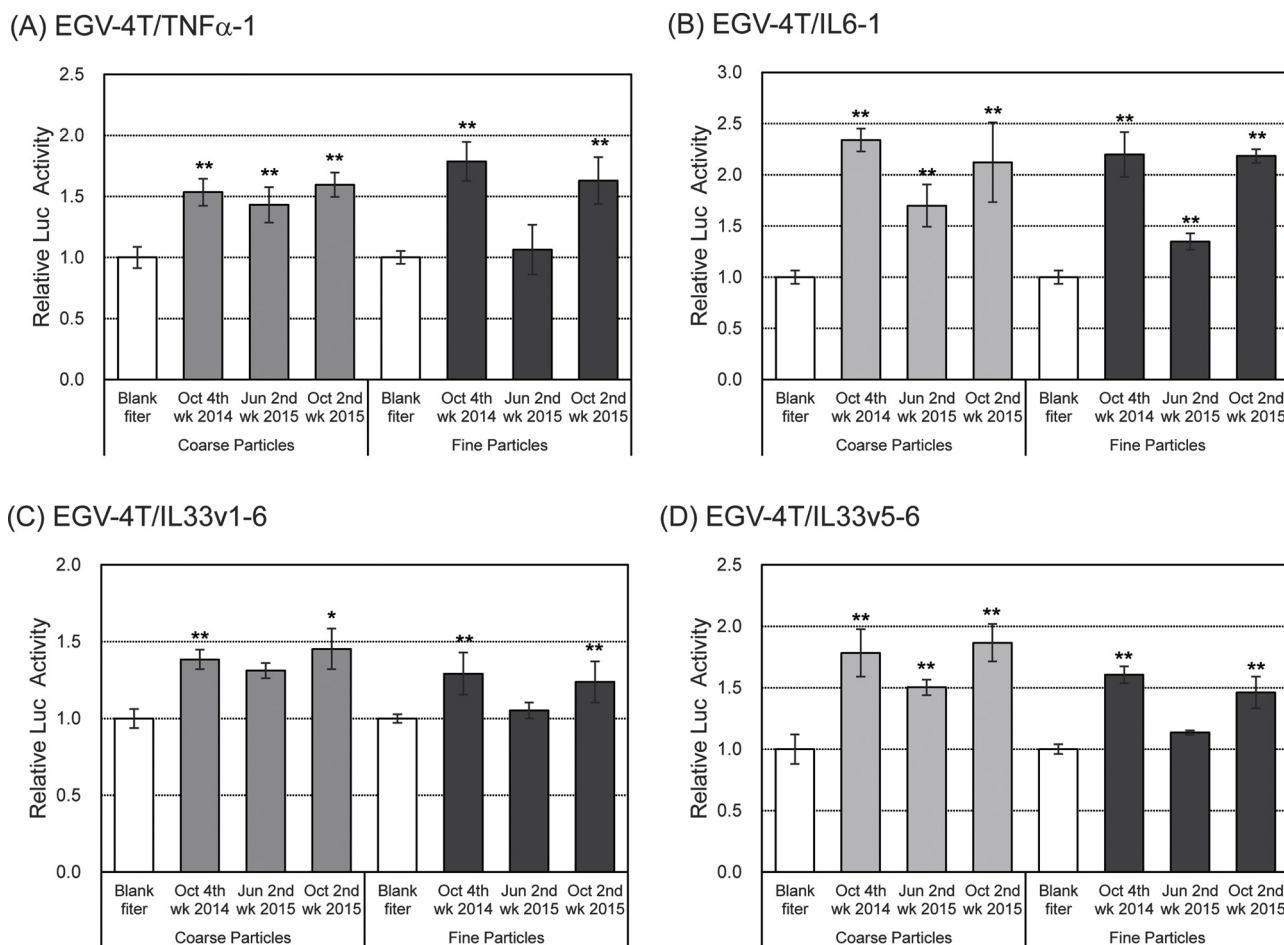 (A) EGV-4T/TNFα-1
Relative Luc Activity
2.5
2.0
1.5
1.0
0.5
0.0
** ** ** ** **
Blank Oct 4th Jun 2nd Oct 2nd Blank Oct 4th Jun 2nd Oct 2nd
fiter wk 2014 wk 2015 wk 2015 fiter wk 2014 wk 2015 wk 2015
Coarse Particles Fine Particles
(B) EGV-4T/IL6-1
Relative Luc Activity
3.0
2.5
2.0
1.5
1.0
0.5
0.0
** ** ** ** ** **
Blank Oct 4th Jun 2nd Oct 2nd Blank Oct 4th Jun 2nd Oct 2nd
fiter wk 2014 wk 2015 wk 2015 fiter wk 2014 wk 2015 wk 2015
Coarse Particles Fine Particles
(C) EGV-4T/IL33v1-6
Relative Luc Activity
2.0
1.5
1.0
0.5
0.0
** * ** **
Blank Oct 4th Jun 2nd Oct 2nd Blank Oct 4th Jun 2nd Oct 2nd
fiter wk 2014 wk 2015 wk 2015 fiter wk 2014 wk 2015 wk 2015
Coarse Particles Fine Particles
(D) EGV-4T/IL33v5-6
Relative Luc Activity
2.5
2.0
1.5
1.0
0.5
0.0
** ** ** ** **
Blank Oct 4th Jun 2nd Oct 2nd Blank Oct 4th Jun 2nd Oct 2nd
fiter wk 2014 wk 2015 wk 2015 fiter wk 2014 wk 2015 wk 2015
Coarse Particles Fine Particles